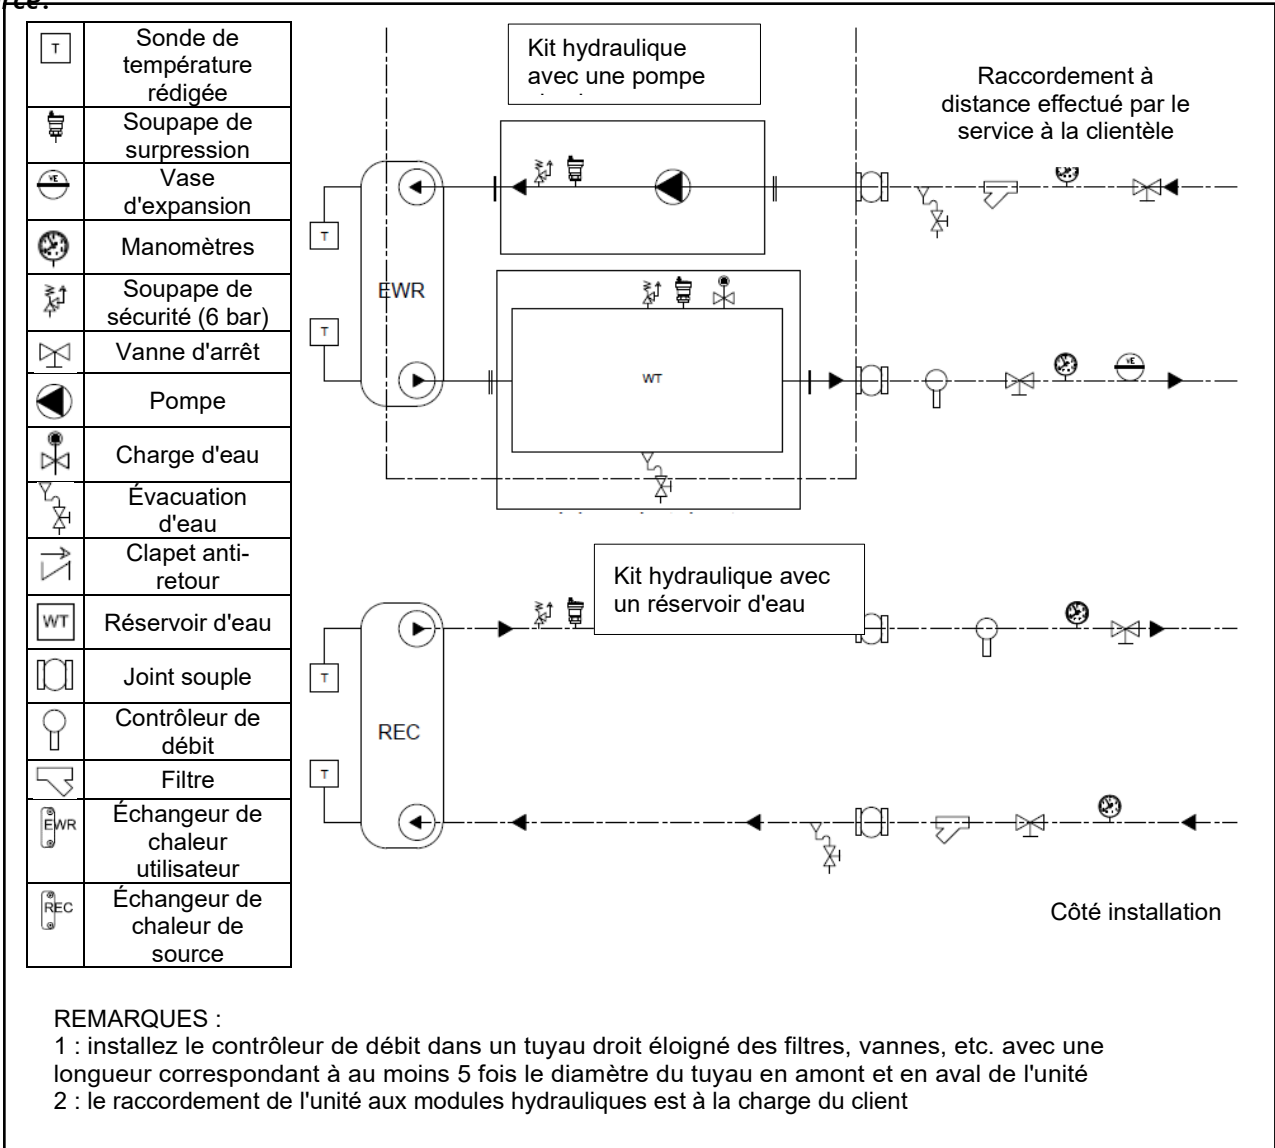 T
Sonde de
température
rédigée
Soupape de
surpression
VE
Vase
d'expansion
Manomètres
Soupape de
sécurité (6 bar)
Vanne d'arrêt
Pompe
Charge d'eau
Évacuation
d'eau
Clapet anti-
retour
WT
Réservoir d'eau
Joint souple
Contrôleur de
débit
Filtre
EWR
Échangeur de
chaleur
utilisateur
REC
Échangeur de
chaleur de
source
Kit hydraulique
avec une pompe
Raccordement à
distance effectué par le
service à la clientèle
T
EWR
T
WT
VE
Kit hydraulique avec
un réservoir d'eau
T
REC
T
Côté installation
REMARQUES :
1 : installez le contrôleur de débit dans un tuyau droit éloigné des filtres, vannes, etc. avec une
longueur correspondant à au moins 5 fois le diamètre du tuyau en amont et en aval de l'unité
2 : le raccordement de l'unité aux modules hydrauliques est à la charge du client